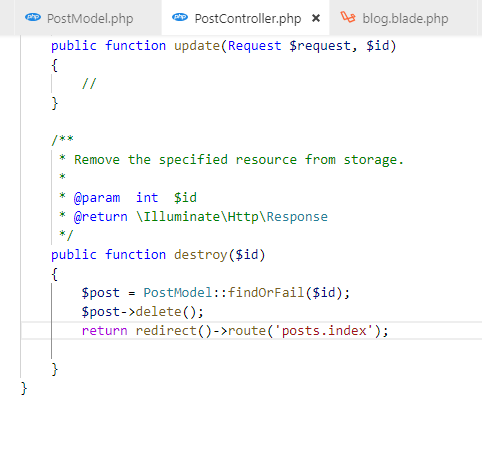 php PostModel.php php PostController.php × blog.blade.php
public function update(Request $request, $id)
{
//
}
/**
* Remove the specified resource from storage.
*
* @param  int  $id
* @return \Illuminate\Http\Response
*/
public function destroy($id)
{
$post = PostModel::findOrFail($id);
$post->delete();
return redirect()->route('posts.index');
}
}